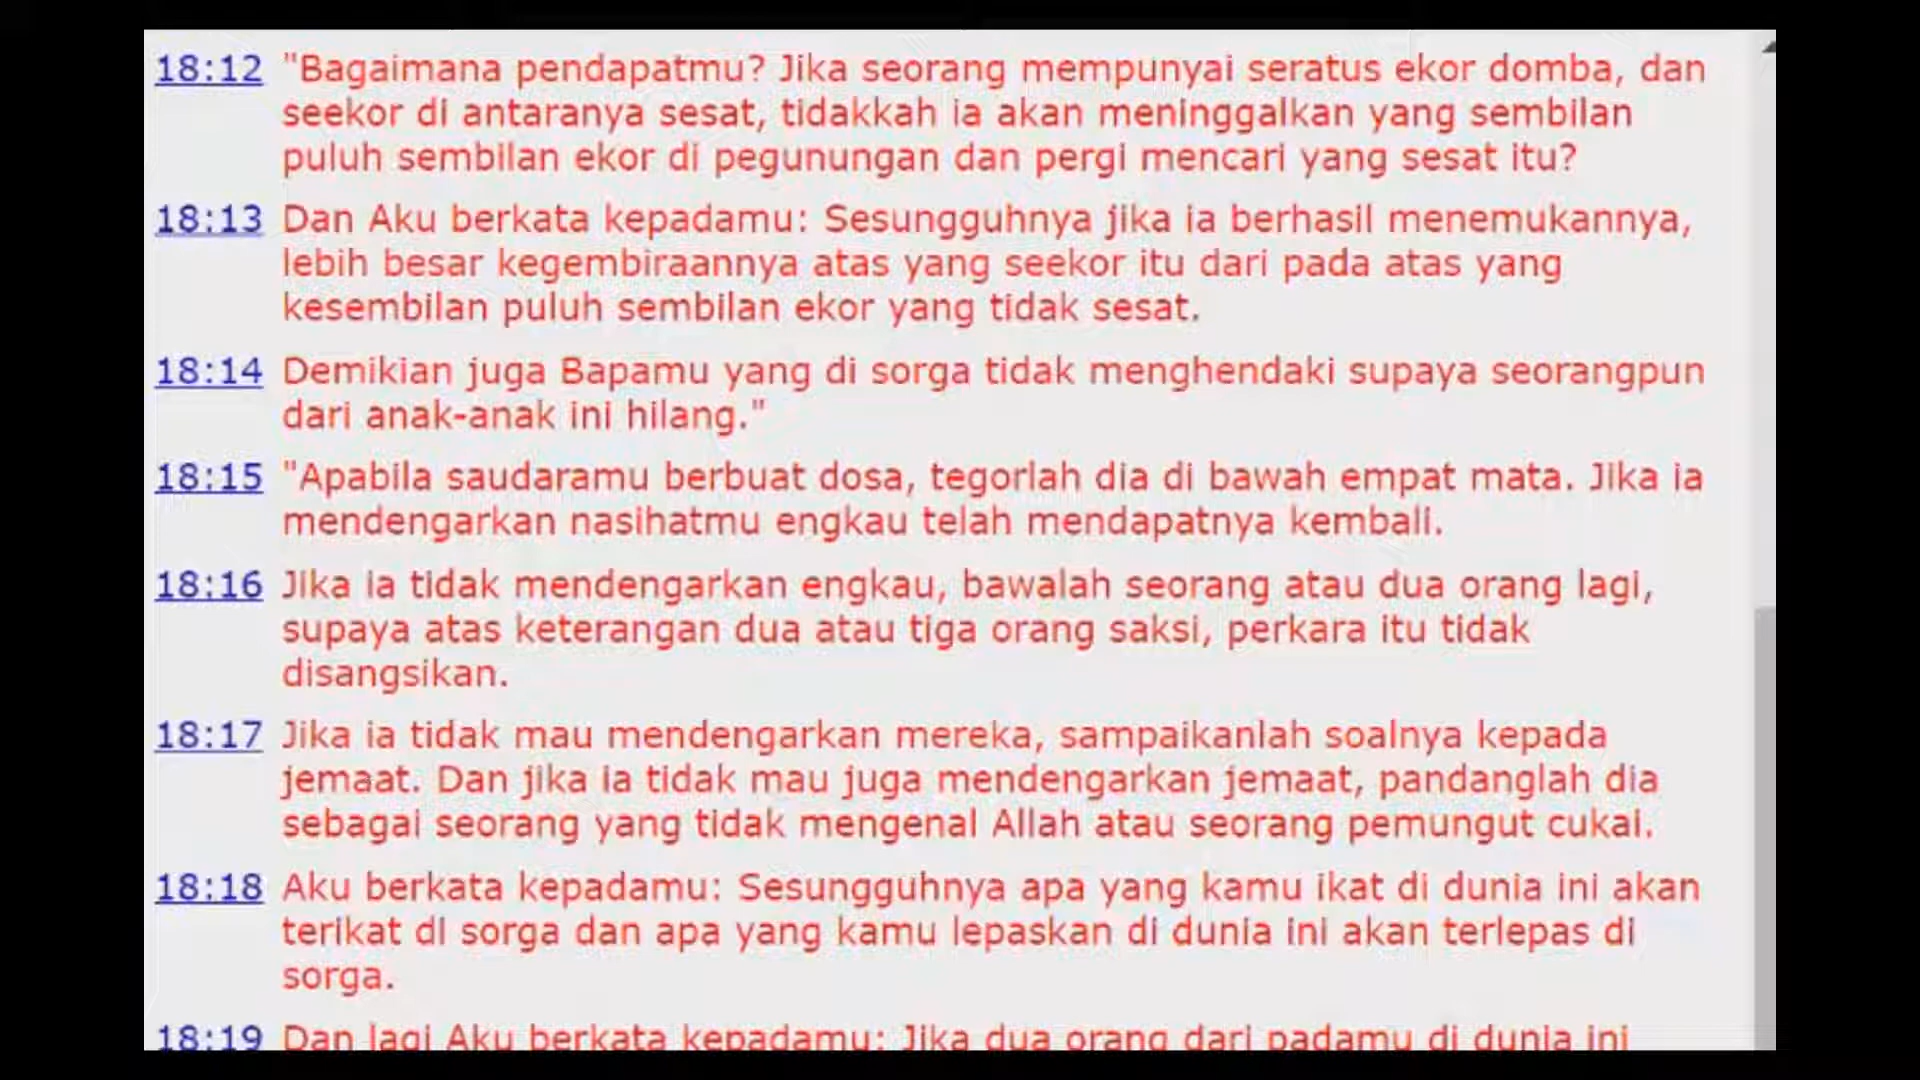 18:12 "Bagaimana pendapatmu? Jika seorang mempunyai seratus ekor domba, dan
seekor di antaranya sesat, tidakkah ia akan meninggalkan yang sembilan
puluh sembilan ekor di pegunungan dan pergi mencari yang sesat itu?
18:13 Dan Aku berkata kepadamu: Sesungguhnya jika ia berhasil menemukannya,
lebih besar kegembiraannya atas yang seekor itu dari pada atas yang
kesembilan puluh sembilan ekor yang tidak sesat.
18:14 Demikian juga Bapamu yang di sorga tidak menghendaki supaya seorangpun
dari anak-anak ini hilang."
18:15 "Apabila saudaramu berbuat dosa, tegorlah dia di bawah empat mata. Jika ia
mendengarkan nasihatmu engkau telah mendapatnya kembali.
18:16 Jika ia tidak mendengarkan engkau, bawalah seorang atau dua orang lagi,
supaya atas keterangan dua atau tiga orang saksi, perkara itu tidak
disangsikan.
18:17 Jika ia tidak mau mendengarkan mereka, sampaikanlah soalnya kepada
jemaat. Dan jika ia tidak mau juga mendengarkan jemaat, pandanglah dia
sebagai seorang yang tidak mengenal Allah atau seorang pemungut cukai.
18:18 Aku berkata kepadamu: Sesungguhnya apa yang kamu ikat di dunia ini akan
terikat di sorga dan apa yang kamu lepaskan di dunia ini akan terlepas di
sorga.
18:19 Dan lagi Aku berkata kepadamu: Jika dua orang dari padamu di dunia ini